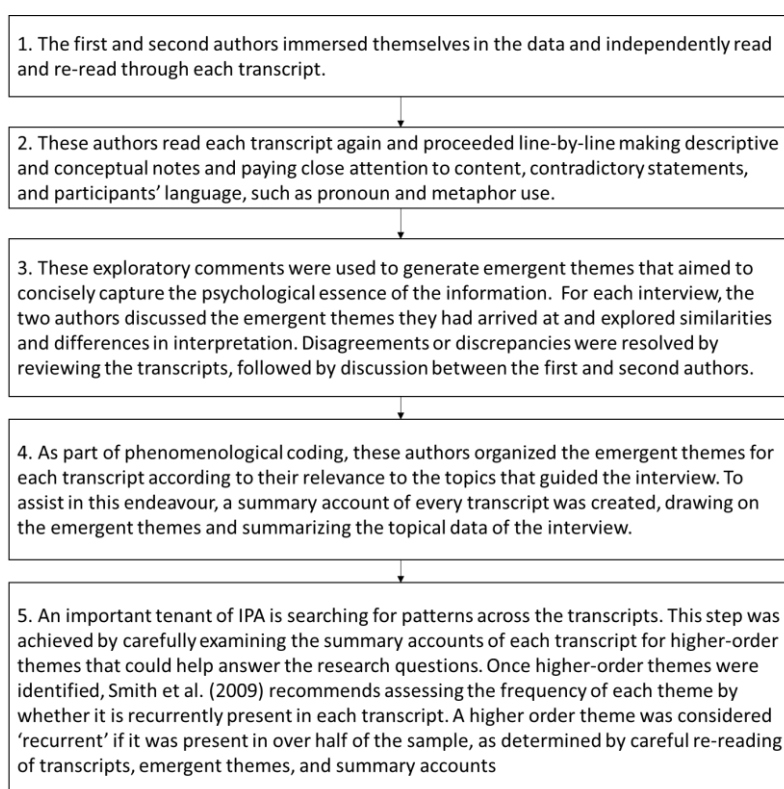 1. The first and second authors immersed themselves in the data and independently read
and re-read through each transcript.
2. These authors read each transcript again and proceeded line-by-line making descriptive
and conceptual notes and paying close attention to content, contradictory statements,
and participants’ language, such as pronoun and metaphor use.
3. These exploratory comments were used to generate emergent themes that aimed to
concisely capture the psychological essence of the information.  For each interview, the
two authors discussed the emergent themes they had arrived at and explored similarities
and differences in interpretation. Disagreements or discrepancies were resolved by
reviewing the transcripts, followed by discussion between the first and second authors.
4. As part of phenomenological coding, these authors organized the emergent themes for
each transcript according to their relevance to the topics that guided the interview. To
assist in this endeavour, a summary account of every transcript was created, drawing on
the emergent themes and summarizing the topical data of the interview.
5. An important tenant of IPA is searching for patterns across the transcripts. This step was
achieved by carefully examining the summary accounts of each transcript for higher-order
themes that could help answer the research questions. Once higher-order themes were
identified, Smith et al. (2009) recommends assessing the frequency of each theme by
whether it is recurrently present in each transcript. A higher order theme was considered
‘recurrent’ if it was present in over half of the sample, as determined by careful re-reading
of transcripts, emergent themes, and summary accounts